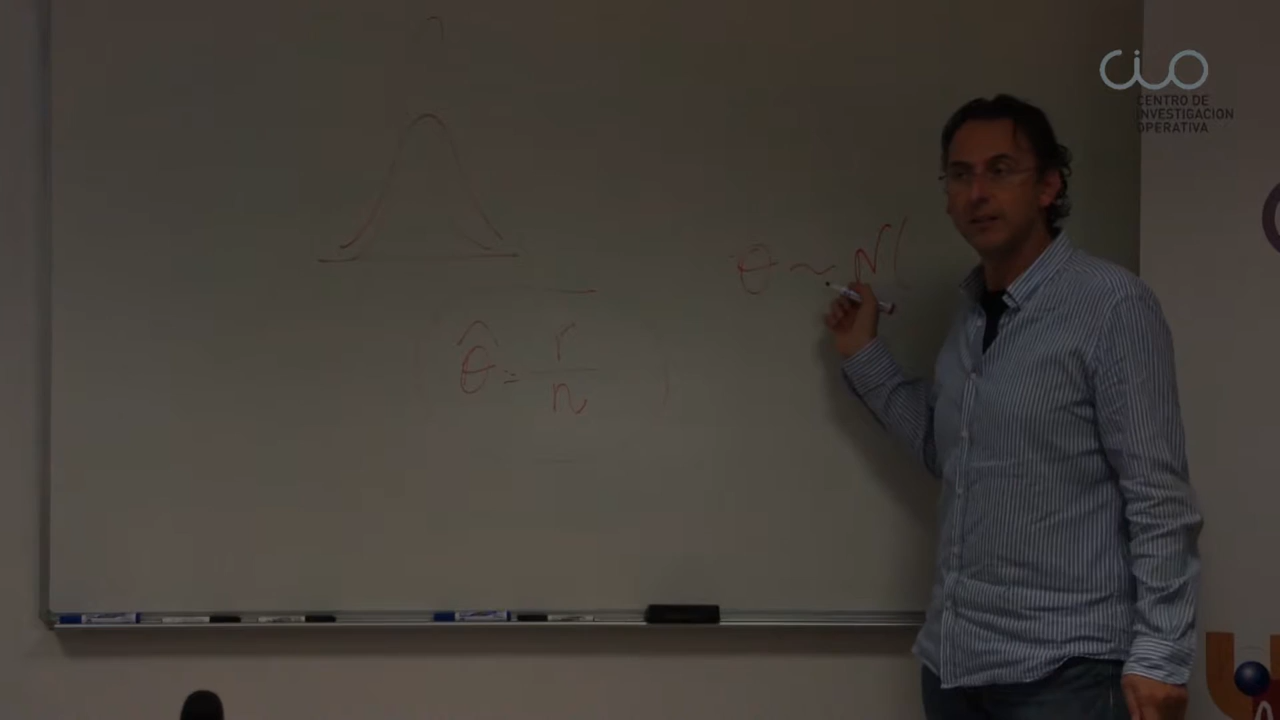 CIO
CENTRO DE
INVESTIGACION
OPERATIVA
θ ~ N(
θ̂ = r/n